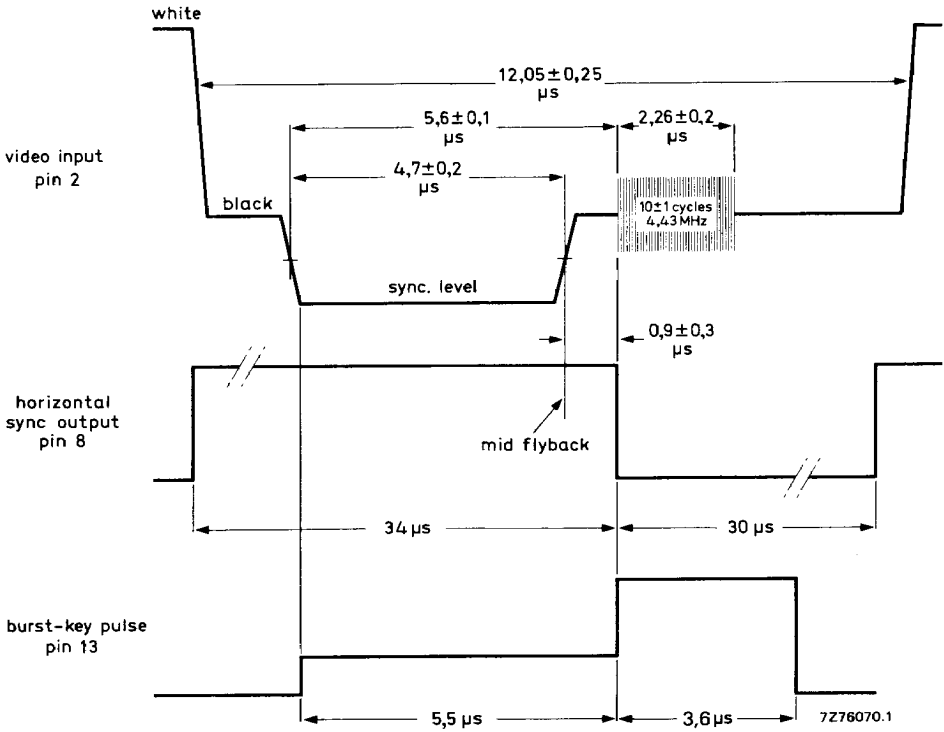 white
12,05±0,25
µs
5,6±0,1
µs
2,26±0,2
µs
video input
pin 2
4,7±0,2
µs
black
10±1 cycles
4,43 MHz
sync. level
0,9±0,3
µs
horizontal
sync output
pin 8
mid flyback
34 µs
30 µs
burst-key pulse
pin 13
5,5 µs
3,6 µs
7Z76070.1